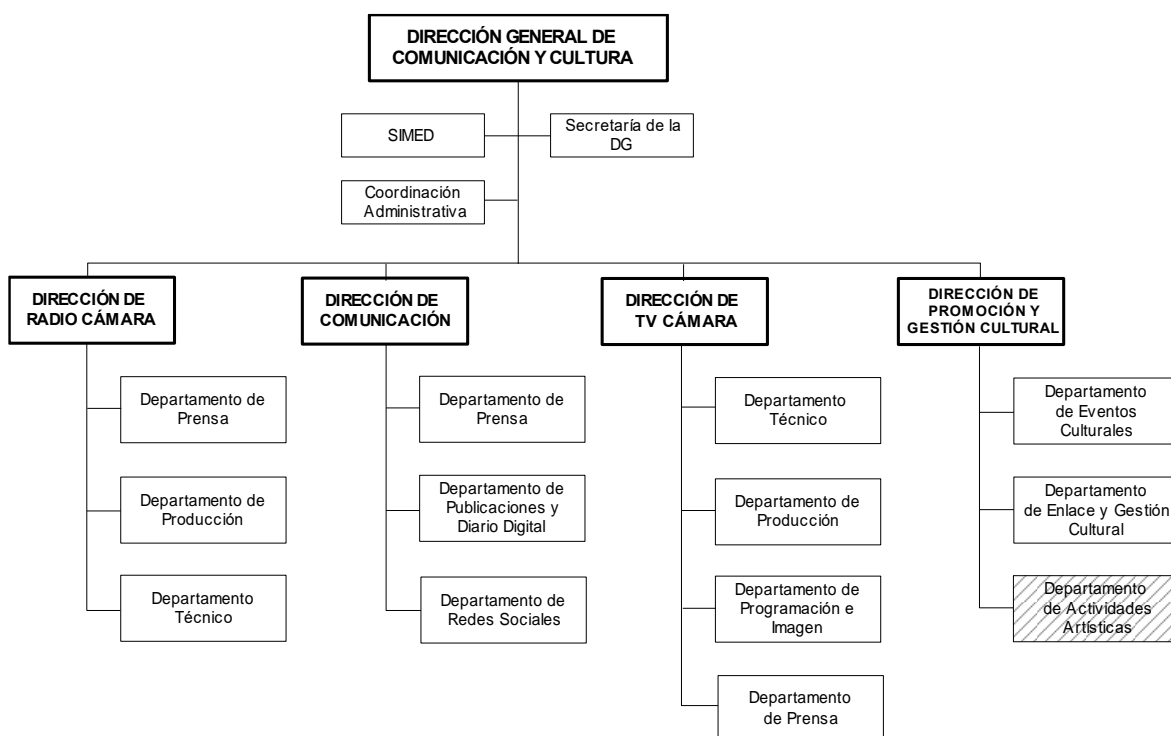 DIRECCIÓN GENERAL DE
COMUNICACIÓN Y CULTURA
SIMED
Secretaría de la
DG
Coordinación
Administrativa
DIRECCIÓN DE
RADIO CÁMARA
Departamento de
Prensa
Departamento de
Producción
Departamento
Técnico
DIRECCIÓN DE
COMUNICACIÓN
Departamento de
Prensa
Departamento de
Publicaciones y
Diario Digital
Departamento de
Redes Sociales
DIRECCIÓN DE
TV CÁMARA
Departamento
Técnico
Departamento de
Producción
Departamento de
Programación e
Imagen
Departamento
de Prensa
DIRECCIÓN DE
PROMOCIÓN Y
GESTIÓN CULTURAL
Departamento
de Eventos
Culturales
Departamento
de Enlace y Gestión
Cultural
Departamento
de Actividades
Artísticas